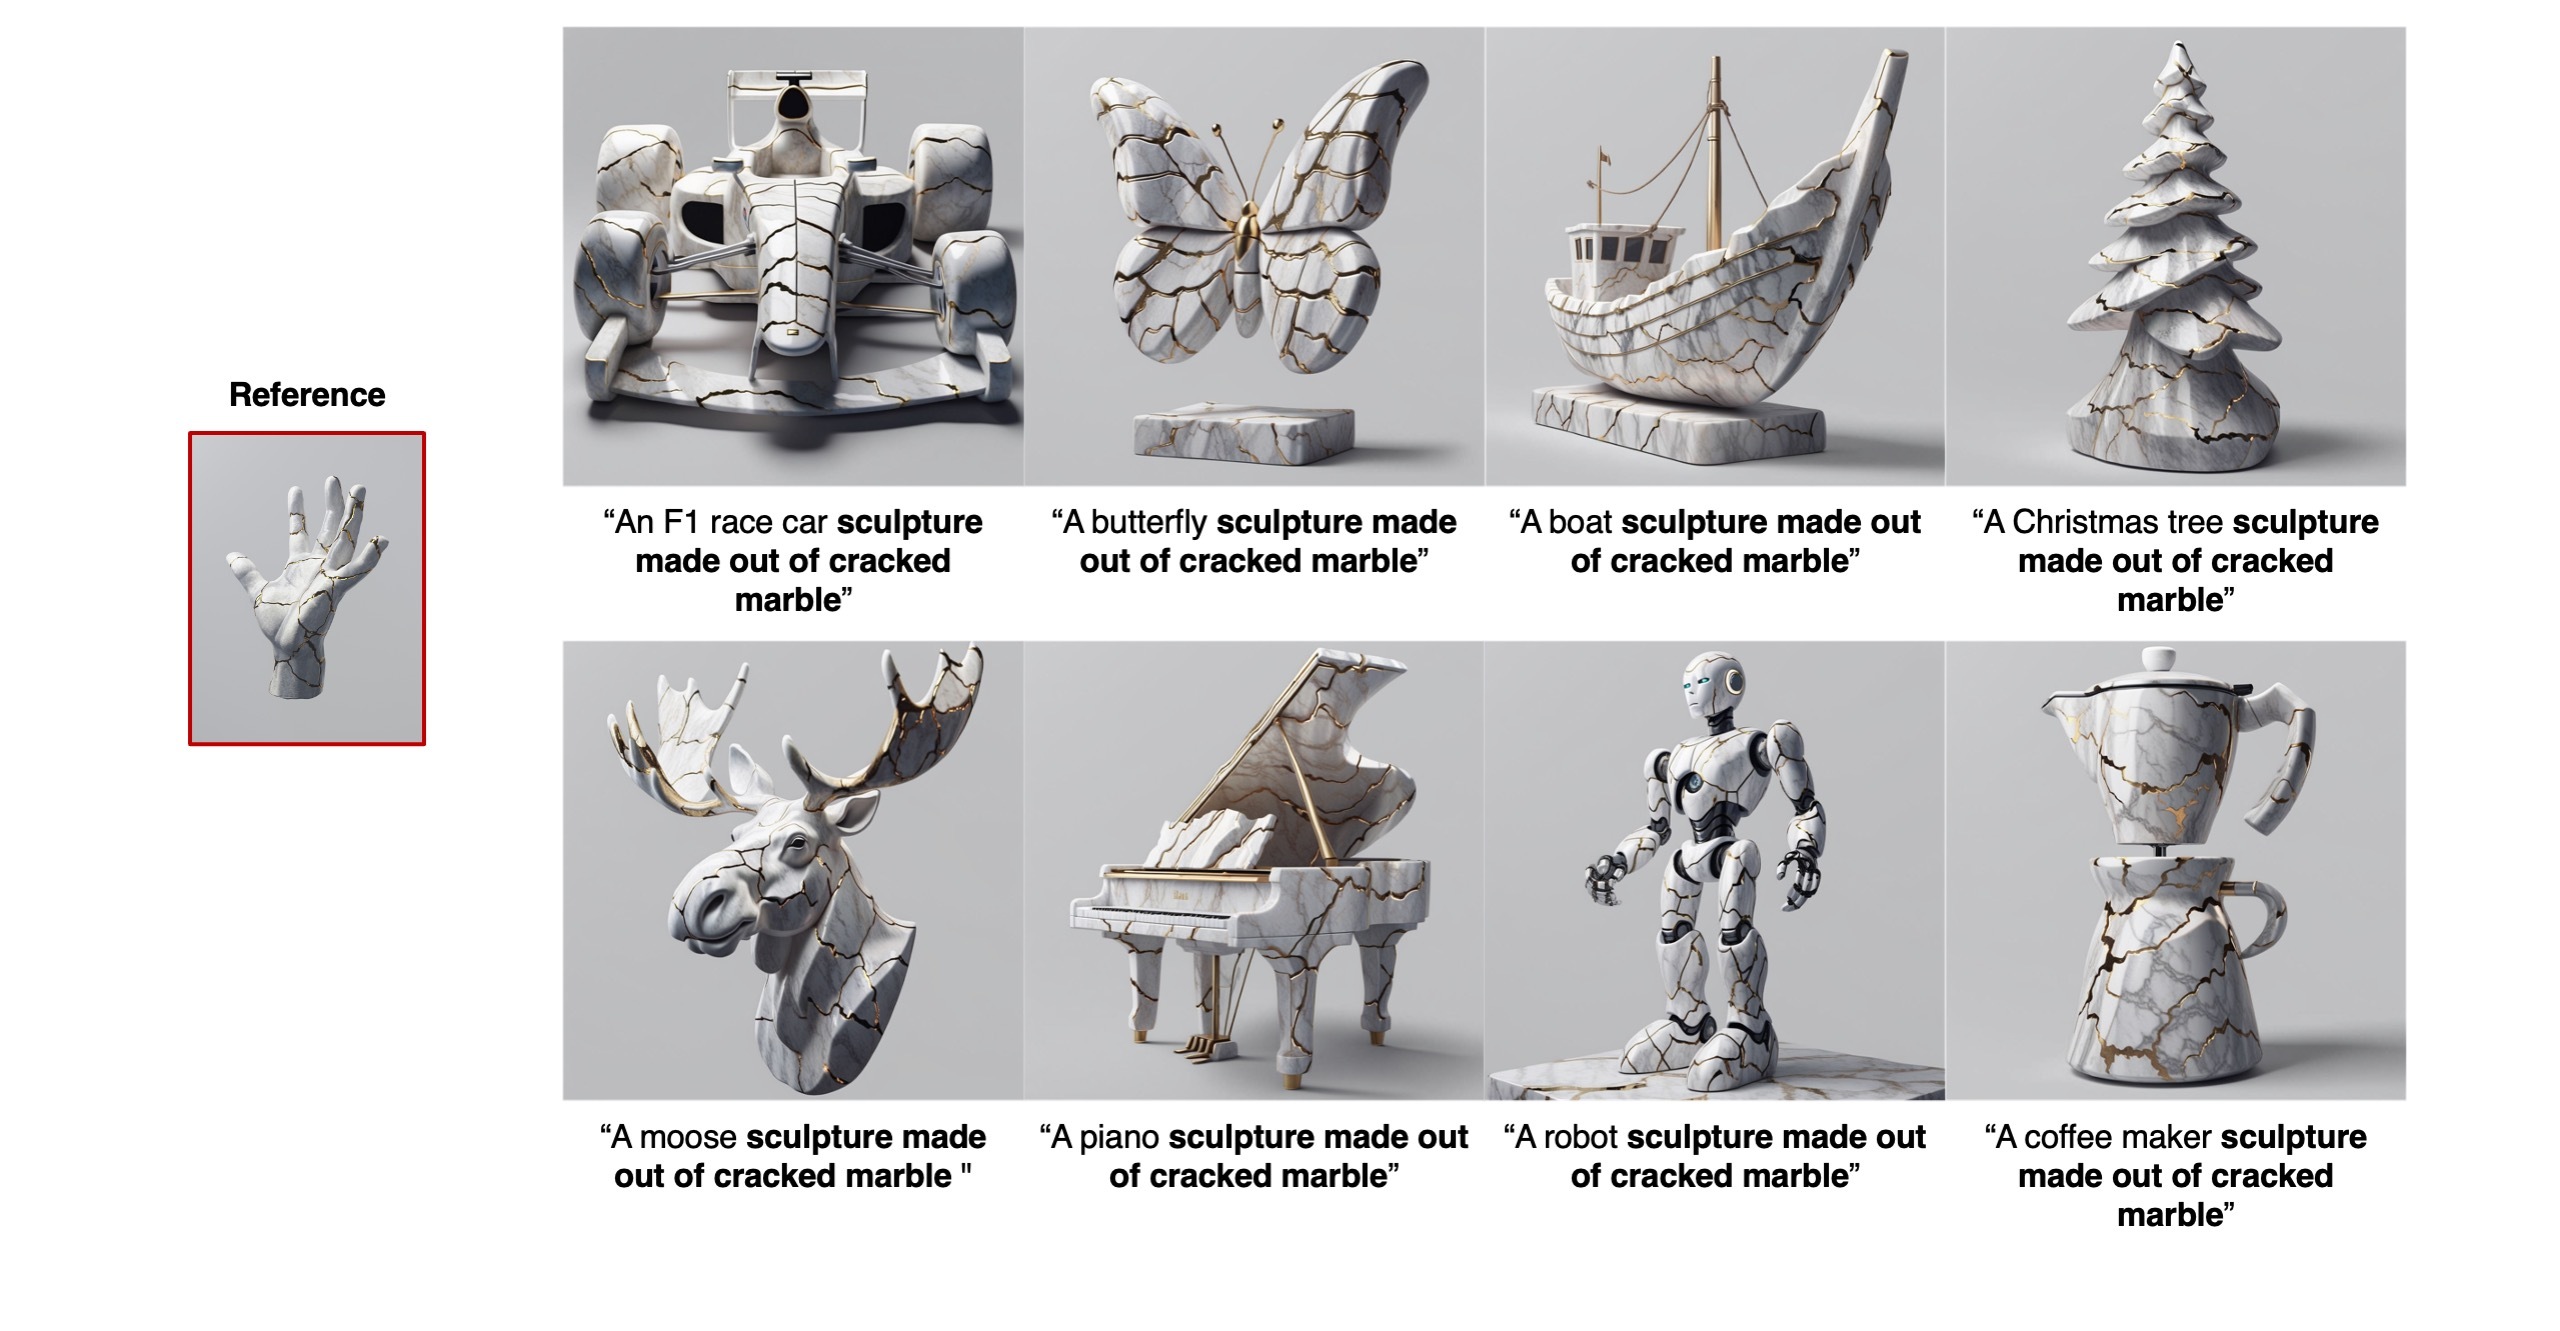 Reference
“An F1 race car sculpture
made out of cracked
marble”
“A butterfly sculpture made
out of cracked marble”
“A boat sculpture made out
of cracked marble”
“A Christmas tree sculpture
made out of cracked
marble”
“A moose sculpture made
out of cracked marble "
“A piano sculpture made out
of cracked marble”
“A robot sculpture made out
of cracked marble”
“A coffee maker sculpture
made out of cracked
marble”